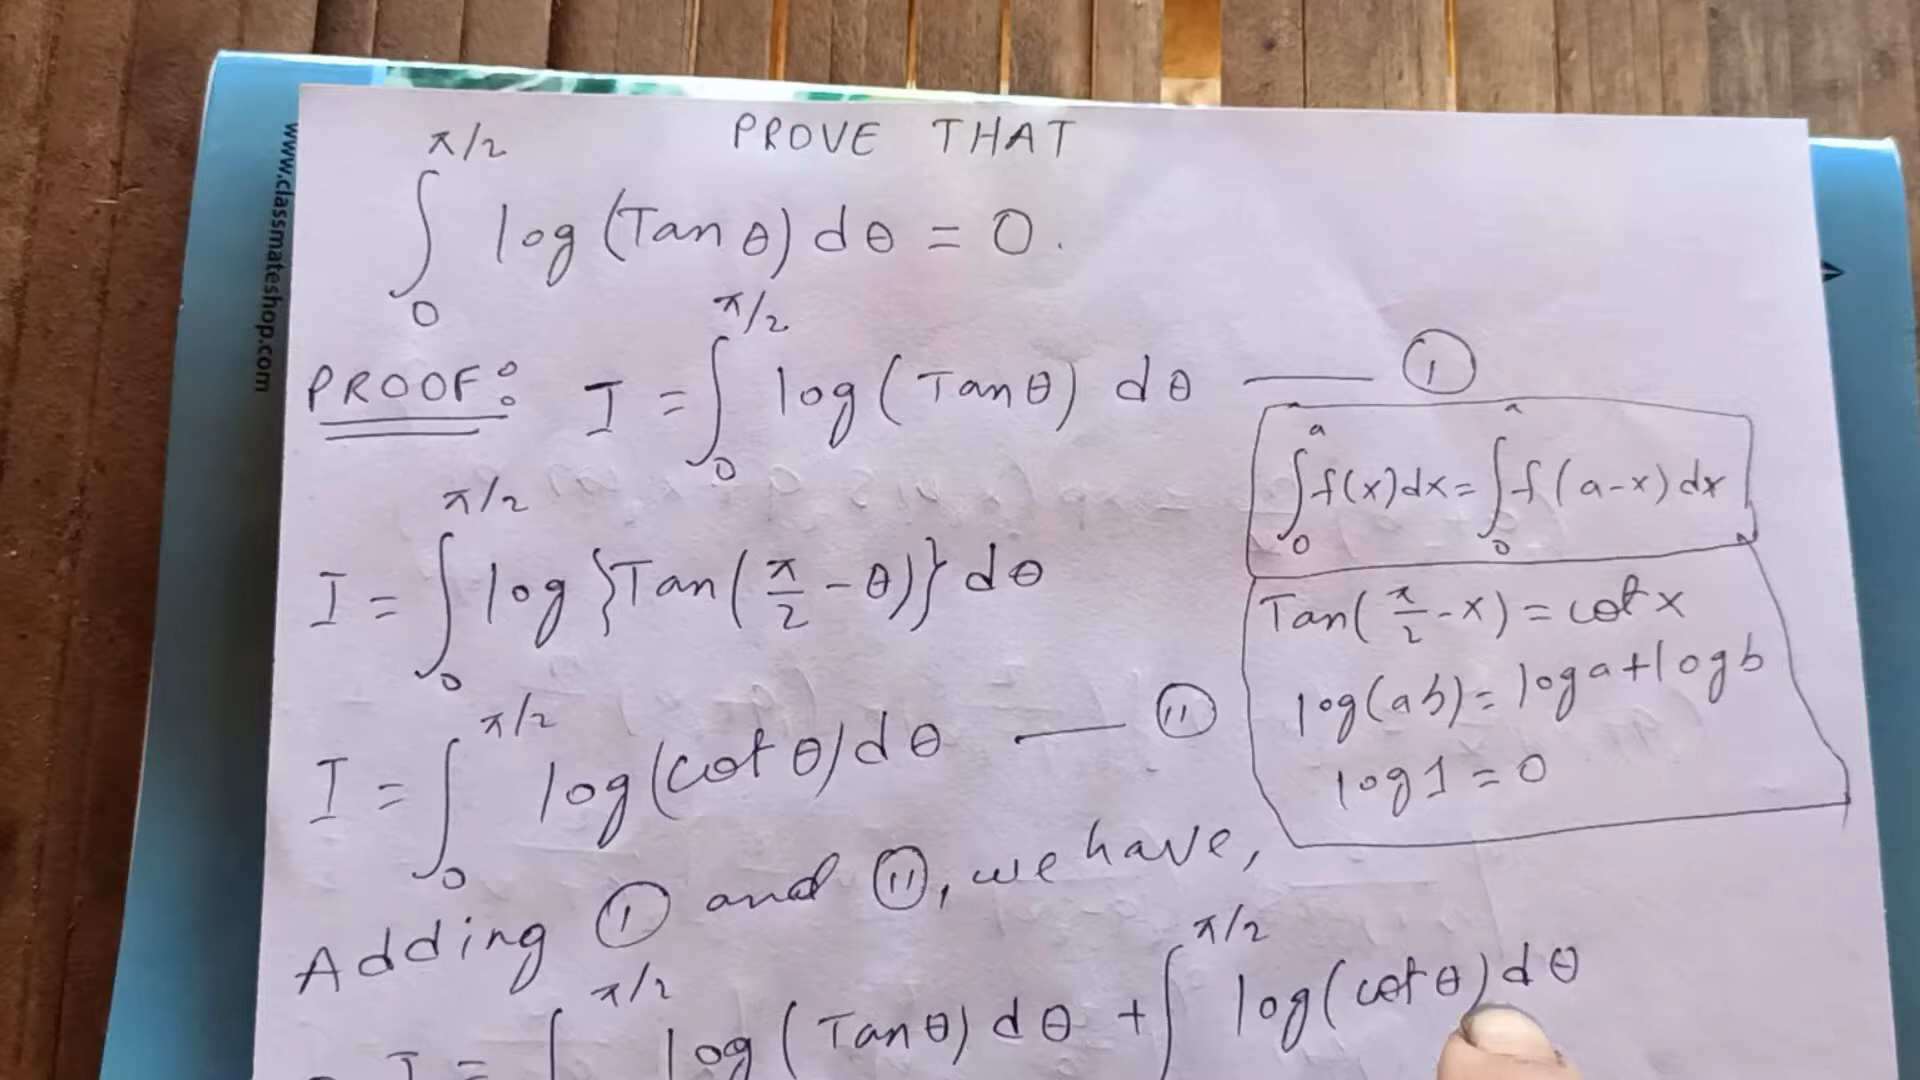 www.classmateshop.com
PROVE THAT
∫₀^(π/2) log(Tan θ) dθ = 0.
PROOF: I = ∫₀^(π/2) log(Tan θ) dθ —— (I)
∫₀^a f(x)dx = ∫₀^a f(a-x)dx
I = ∫₀^(π/2) log{Tan(π/2 - θ)} dθ
Tan(π/2 - x) = cot x
log(ab) = log a + log b
I = ∫₀^(π/2) log(cot θ) dθ —— (II)
log 1 = 0
Adding (I) and (II), we have,
I = ∫^(π/2) log(Tan θ) dθ + ∫^(π/2) log(cot θ) dθ